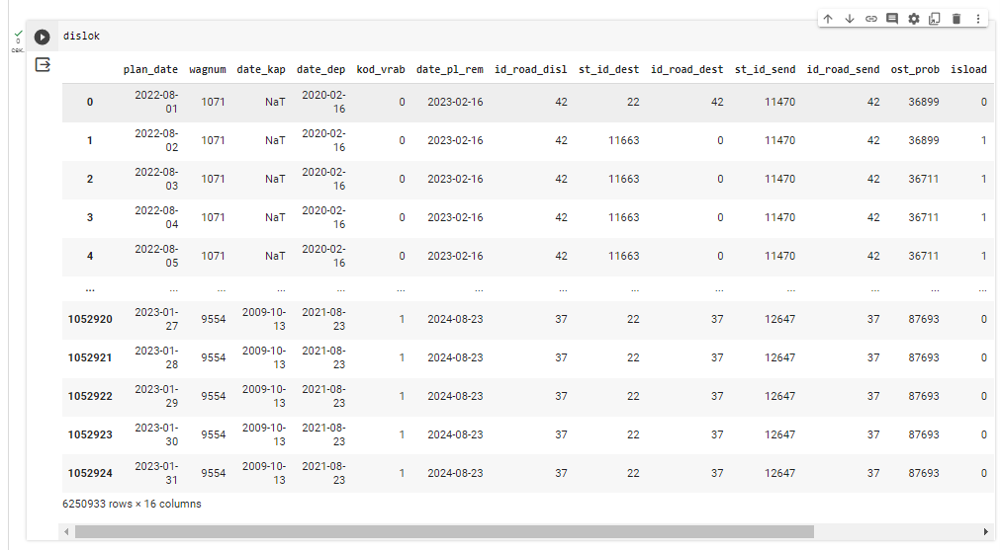 dislok
0
сек.
plan_date wagnum date_kap date_dep kod_vrab date_pl_rem id_road_disl st_id_dest id_road_dest st_id_send id_road_send ost_prob isload
0 2022-08-01 1071 NaT 2020-02-16 0 2023-02-16 42 22 42 11470 42 36899 0
1 2022-08-02 1071 NaT 2020-02-16 0 2023-02-16 42 11663 0 11470 42 36899 1
2 2022-08-03 1071 NaT 2020-02-16 0 2023-02-16 42 11663 0 11470 42 36711 1
3 2022-08-04 1071 NaT 2020-02-16 0 2023-02-16 42 11663 0 11470 42 36711 1
4 2022-08-05 1071 NaT 2020-02-16 0 2023-02-16 42 11663 0 11470 42 36711 1
... ... ... ... ... ... ... ... ... ... ... ... ... ...
1052920 2023-01-27 9554 2009-10-13 2021-08-23 1 2024-08-23 37 22 37 12647 37 87693 0
1052921 2023-01-28 9554 2009-10-13 2021-08-23 1 2024-08-23 37 22 37 12647 37 87693 0
1052922 2023-01-29 9554 2009-10-13 2021-08-23 1 2024-08-23 37 22 37 12647 37 87693 0
1052923 2023-01-30 9554 2009-10-13 2021-08-23 1 2024-08-23 37 22 37 12647 37 87693 0
1052924 2023-01-31 9554 2009-10-13 2021-08-23 1 2024-08-23 37 22 37 12647 37 87693 0
6250933 rows × 16 columns